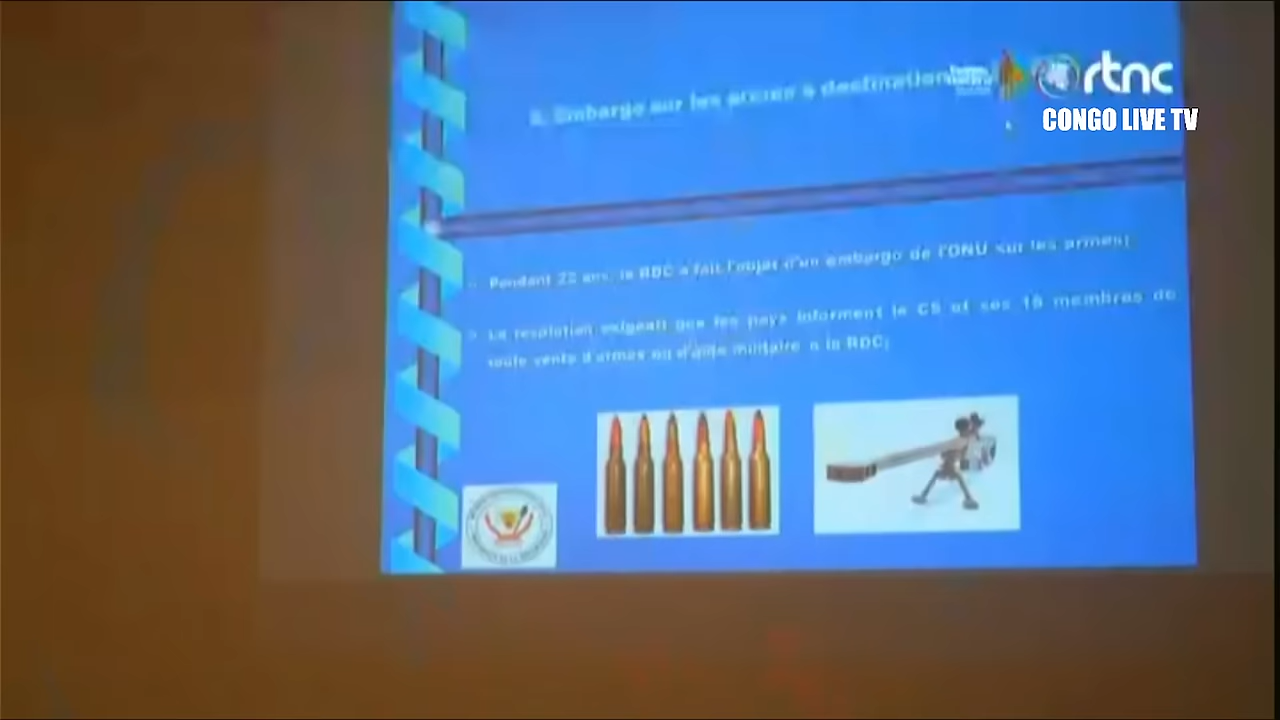 Embargo sur les armes à destination
rtnc
CONGO LIVE TV
Pendant 22 ans, la RDC a fait l'objet d'un embargo de l'ONU sur les armes;
La résolution exigeait que les pays informent le CS et ses 15 membres de
toute vente d'armes ou d'aide militaire à la RDC;